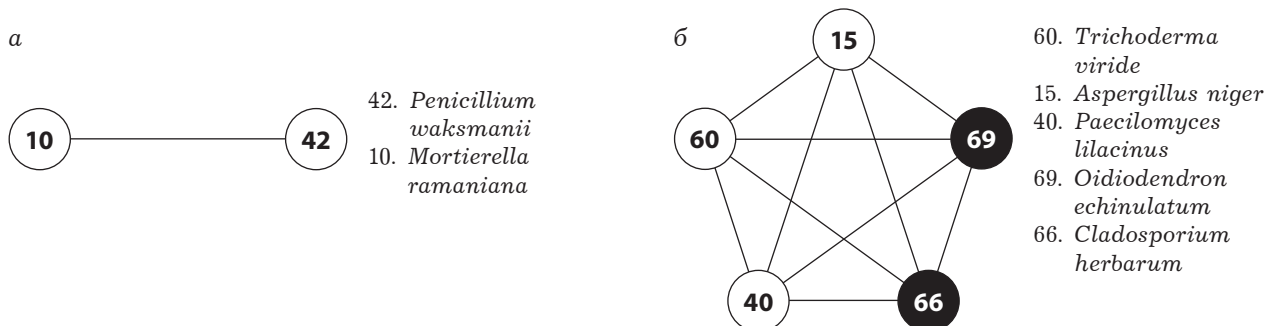 а
10
42
42. Penicillium
waksmanii
10. Mortierella
ramaniana
б
15
60
69
40
66
60. Trichoderma
viride
15. Aspergillus niger
40. Paecilomyces
lilacinus
69. Oidiodendron
echinulatum
66. Cladosporium
herbarum